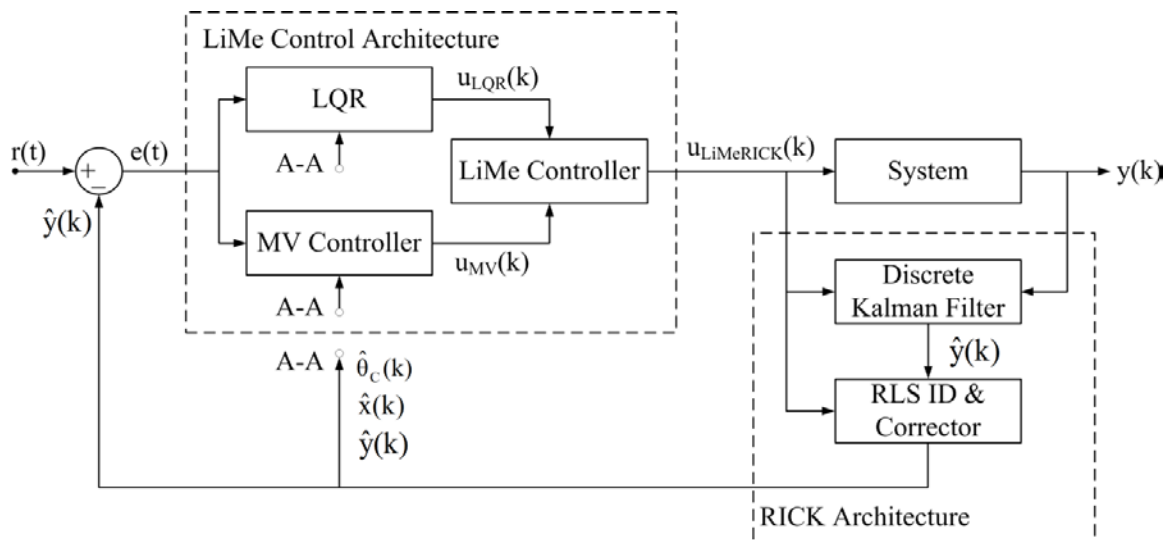 LiMe Control Architecture
LQR
u_LQR(k)
r(t)
+
−
e(t)
A-A
LiMe Controller
u_LiMeRICK(k)
System
y(k)
ŷ(k)
MV Controller
u_MV(k)
A-A
Discrete
Kalman Filter
A-A
θ̂_C(k)
x̂(k)
ŷ(k)
ŷ(k)
RLS ID &
Corrector
RICK Architecture